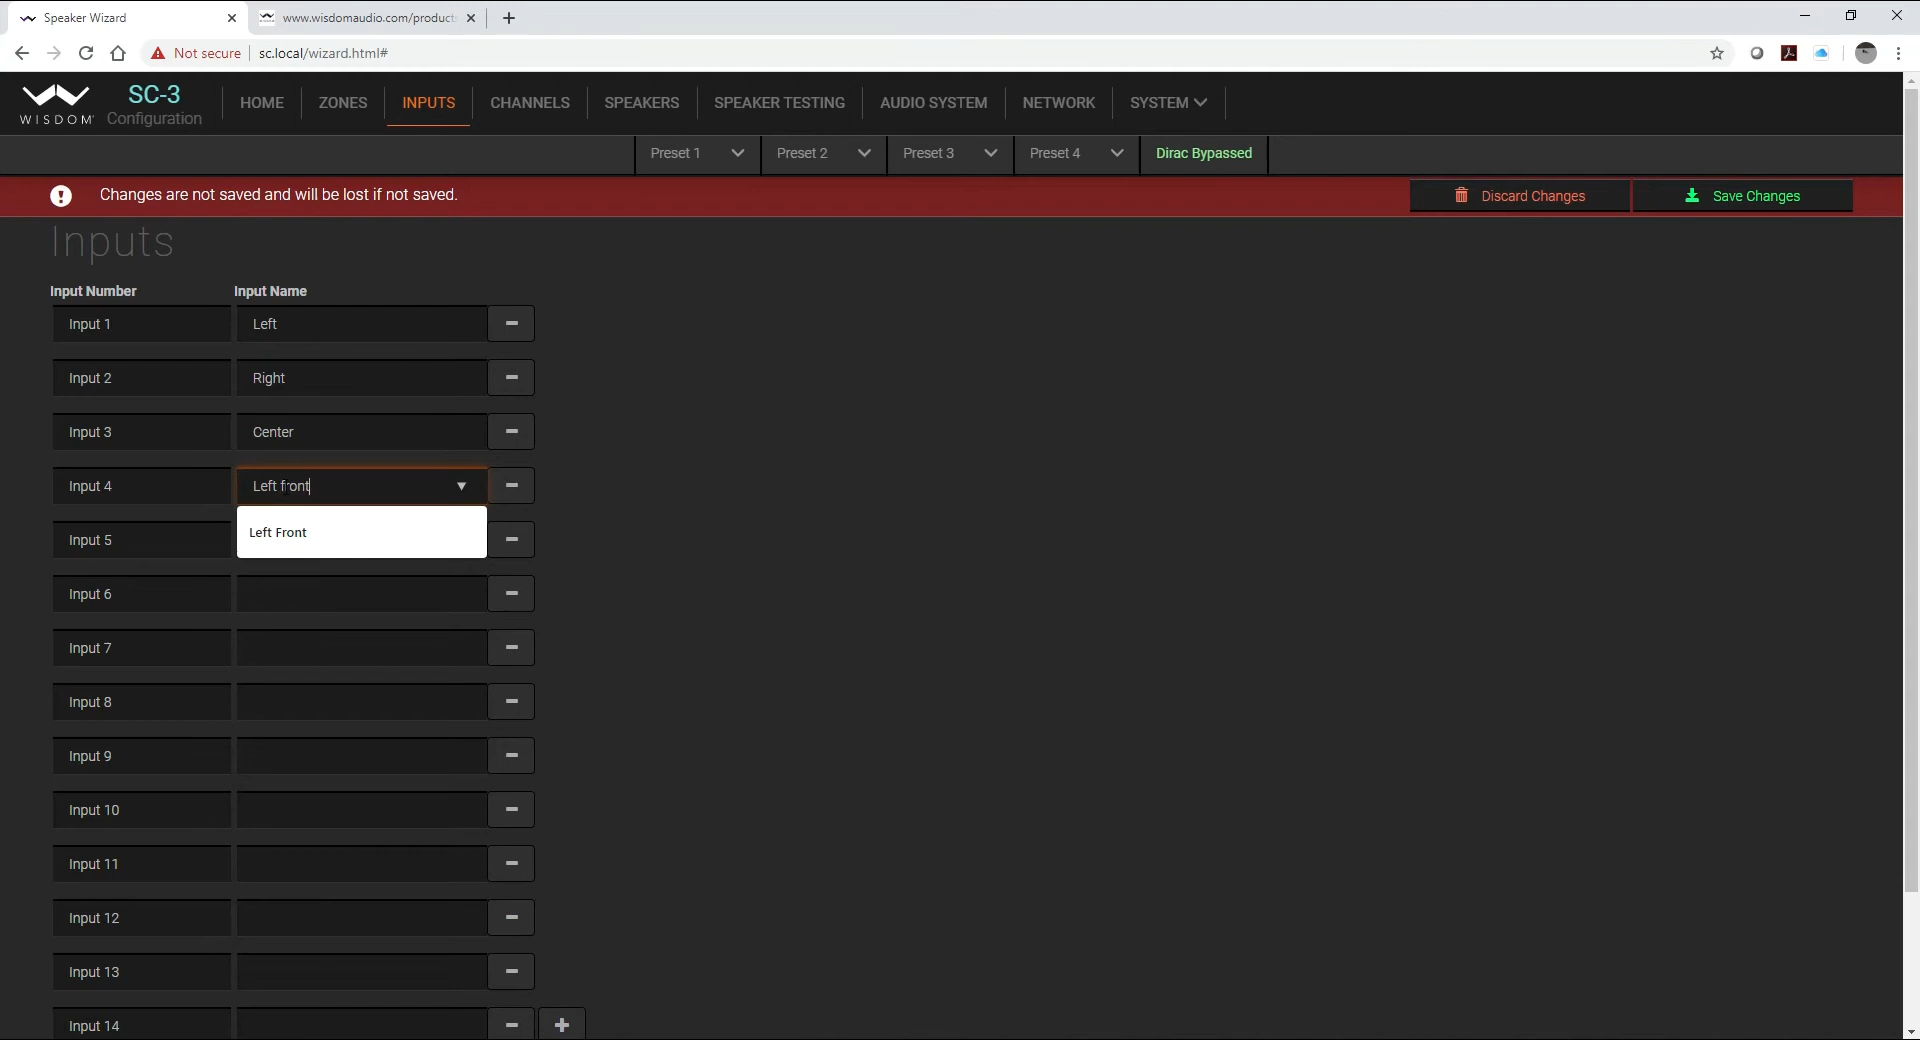 Speaker Wizard
www.wisdomaudio.com/product
Not secure
sc.local/wizard.html#
WISDOM
SC-3
Configuration
HOME
ZONES
INPUTS
CHANNELS
SPEAKERS
SPEAKER TESTING
AUDIO SYSTEM
NETWORK
SYSTEM
Preset 1
Preset 2
Preset 3
Preset 4
Dirac Bypassed
Changes are not saved and will be lost if not saved.
Discard Changes
Save Changes
Inputs
Input Number
Input Name
Input 1
Left
Input 2
Right
Input 3
Center
Input 4
Left front
Left Front
Input 5
Input 6
Input 7
Input 8
Input 9
Input 10
Input 11
Input 12
Input 13
Input 14